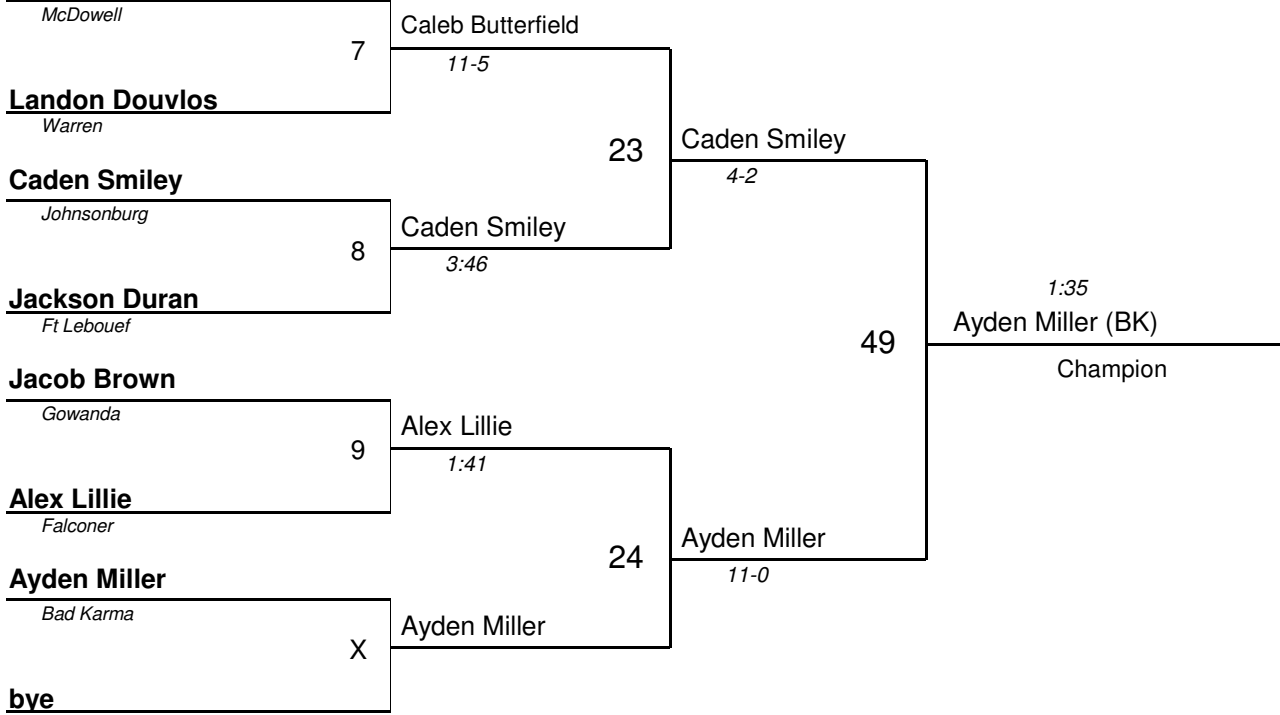 McDowell
7
Caleb Butterfield
11-5
Landon Douvlos
Warren
23
Caden Smiley
4-2
Caden Smiley
Johnsonburg
8
Caden Smiley
3:46
Jackson Duran
Ft Lebouef
49
1:35
Ayden Miller (BK)
Champion
Jacob Brown
Gowanda
9
Alex Lillie
1:41
Alex Lillie
Falconer
24
Ayden Miller
11-0
Ayden Miller
Bad Karma
X
Ayden Miller
bye